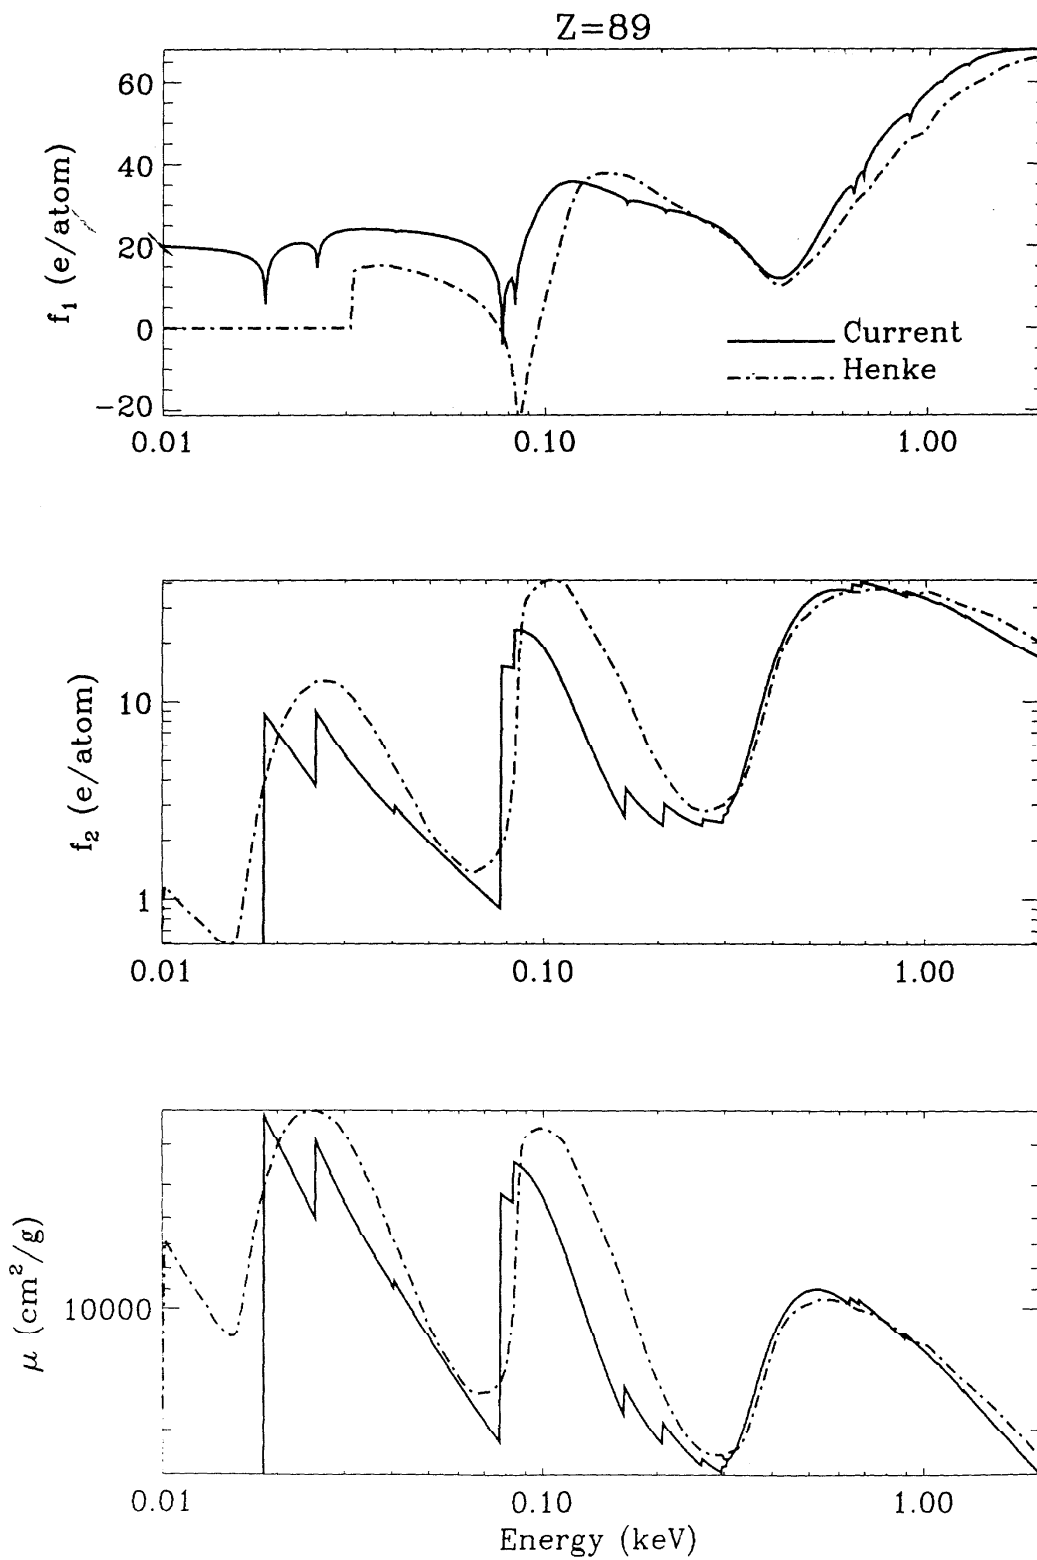 Z=89
60
40
20
0
-20
f₁ (e/atom)
Current
Henke
0.01 0.10 1.00
10
1
f₂ (e/atom)
0.01 0.10 1.00
10000
μ (cm²/g)
0.01 0.10 1.00
Energy (keV)